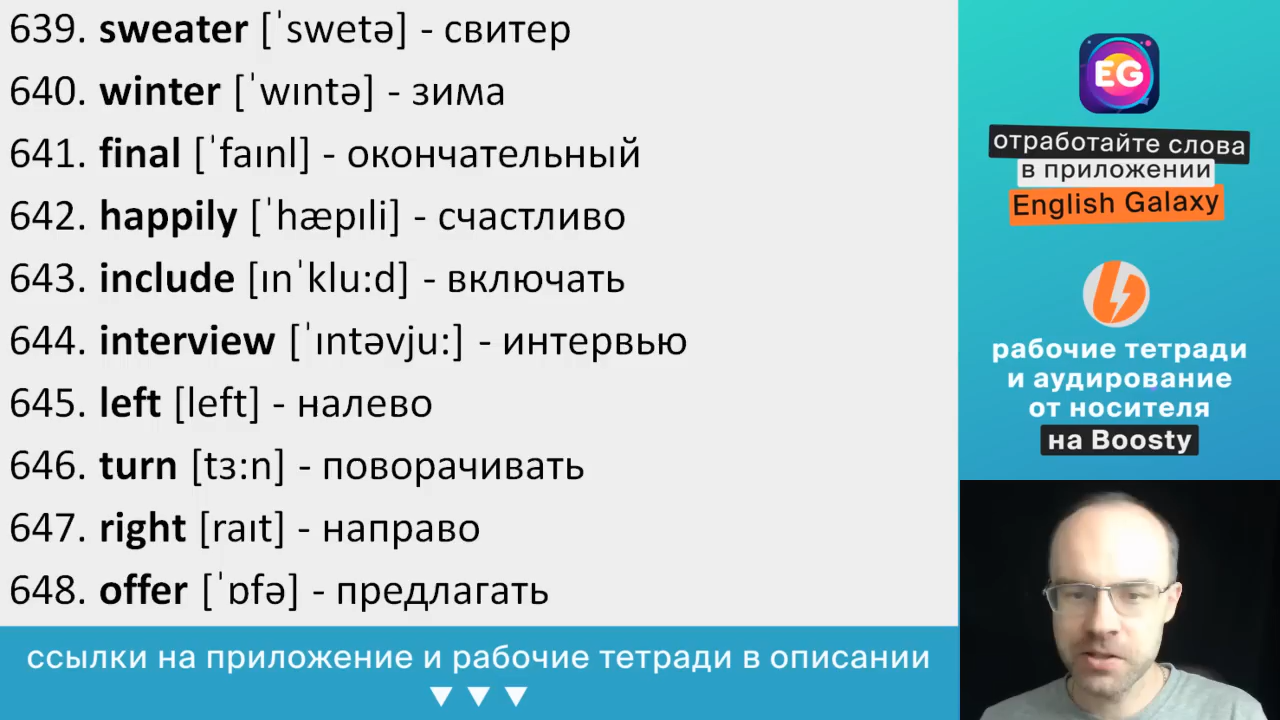 639. sweater [ˈswetə] - свитер
640. winter [ˈwɪntə] - зима
641. final [ˈfaɪnl] - окончательный
642. happily [ˈhæpɪli] - счастливо
643. include [ɪnˈklu:d] - включать
644. interview [ˈɪntəvju:] - интервью
645. left [left] - налево
646. turn [tɜ:n] - поворачивать
647. right [raɪt] - направо
648. offer [ˈɒfə] - предлагать
ссылки на приложение и рабочие тетради в описании
EG
отработайте слова
в приложении
English Galaxy
рабочие тетради
и аудирование
от носителя
на Boosty